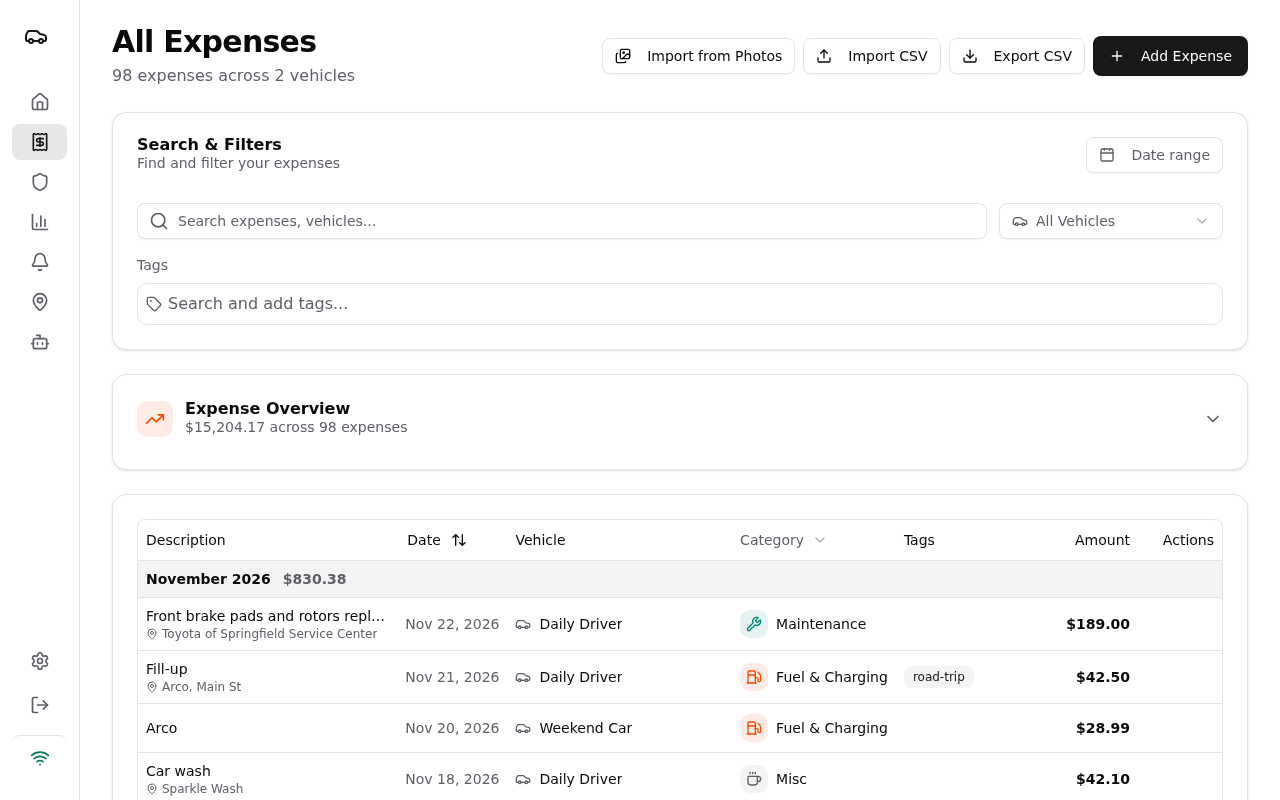 All Expenses
98 expenses across 2 vehicles
Import from Photos
Import CSV
Export CSV
Add Expense
Search & Filters
Find and filter your expenses
Date range
Search expenses, vehicles...
All Vehicles
Tags
Search and add tags...
Expense Overview
$15,204.17 across 98 expenses
Description Date Vehicle Category Tags Amount Actions
November 2026 $830.38
Front brake pads and rotors repl... Nov 22, 2026 Daily Driver Maintenance $189.00
Toyota of Springfield Service Center
Fill-up Nov 21, 2026 Daily Driver Fuel & Charging road-trip $42.50
Arco, Main St
Arco Nov 20, 2026 Weekend Car Fuel & Charging $28.99
Car wash Nov 18, 2026 Daily Driver Misc $42.10
Sparkle Wash